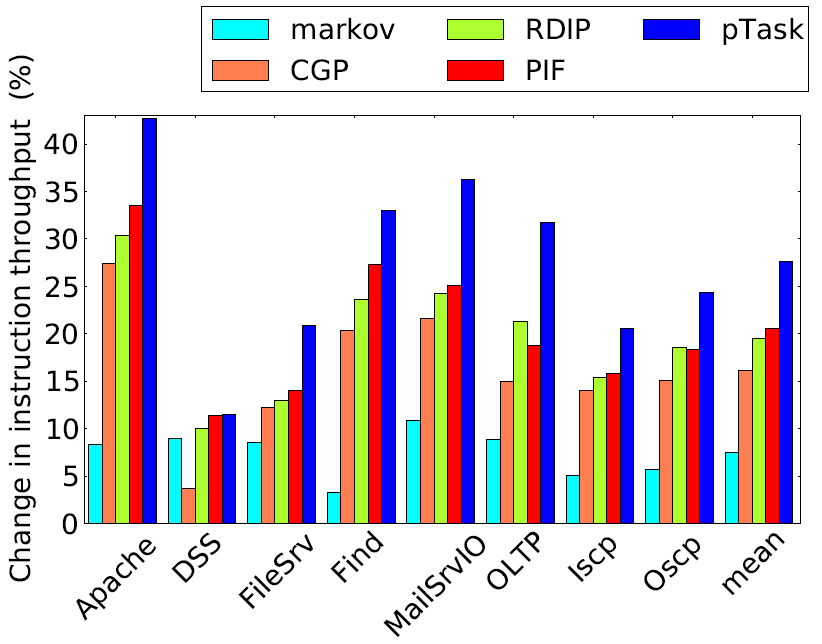 markov RDIP pTask
CGP PIF
Change in instruction throughput (%)
40
35
30
25
20
15
10
5
0
Apache DSS FileSrv Find MailSrvIO OLTP Iscp Oscp mean